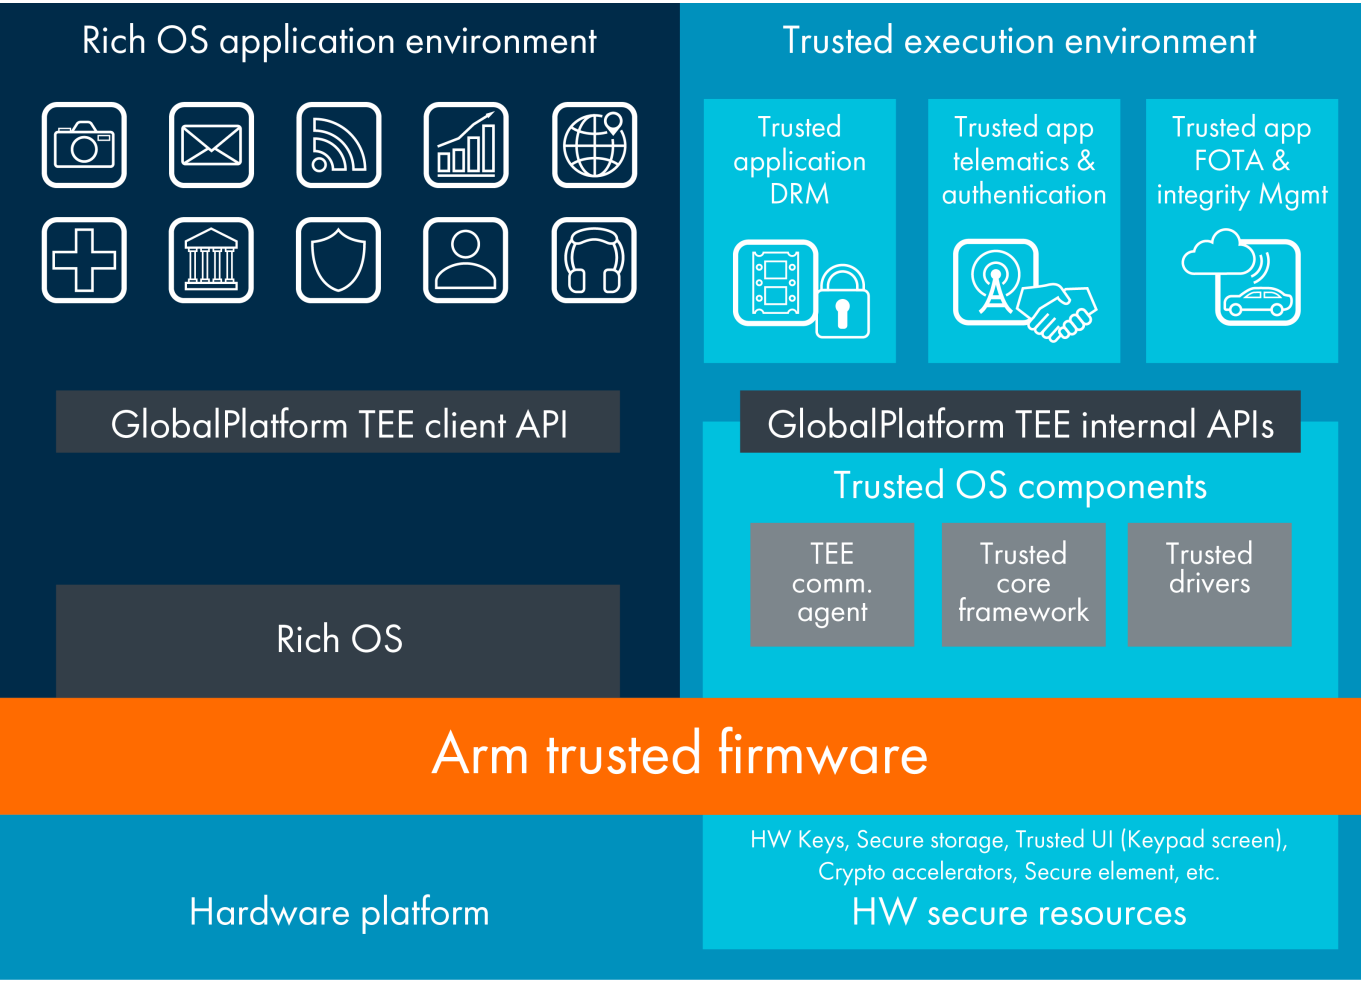 Rich OS application environment
Trusted execution environment
Trusted
application
DRM
Trusted app
telematics &
authentication
Trusted app
FOTA &
integrity Mgmt
GlobalPlatform TEE client API
GlobalPlatform TEE internal APIs
Trusted OS components
TEE
comm.
agent
Trusted
core
framework
Trusted
drivers
Rich OS
Arm trusted firmware
HW Keys, Secure storage, Trusted UI (Keypad screen),
Crypto accelerators, Secure element, etc.
Hardware platform
HW secure resources